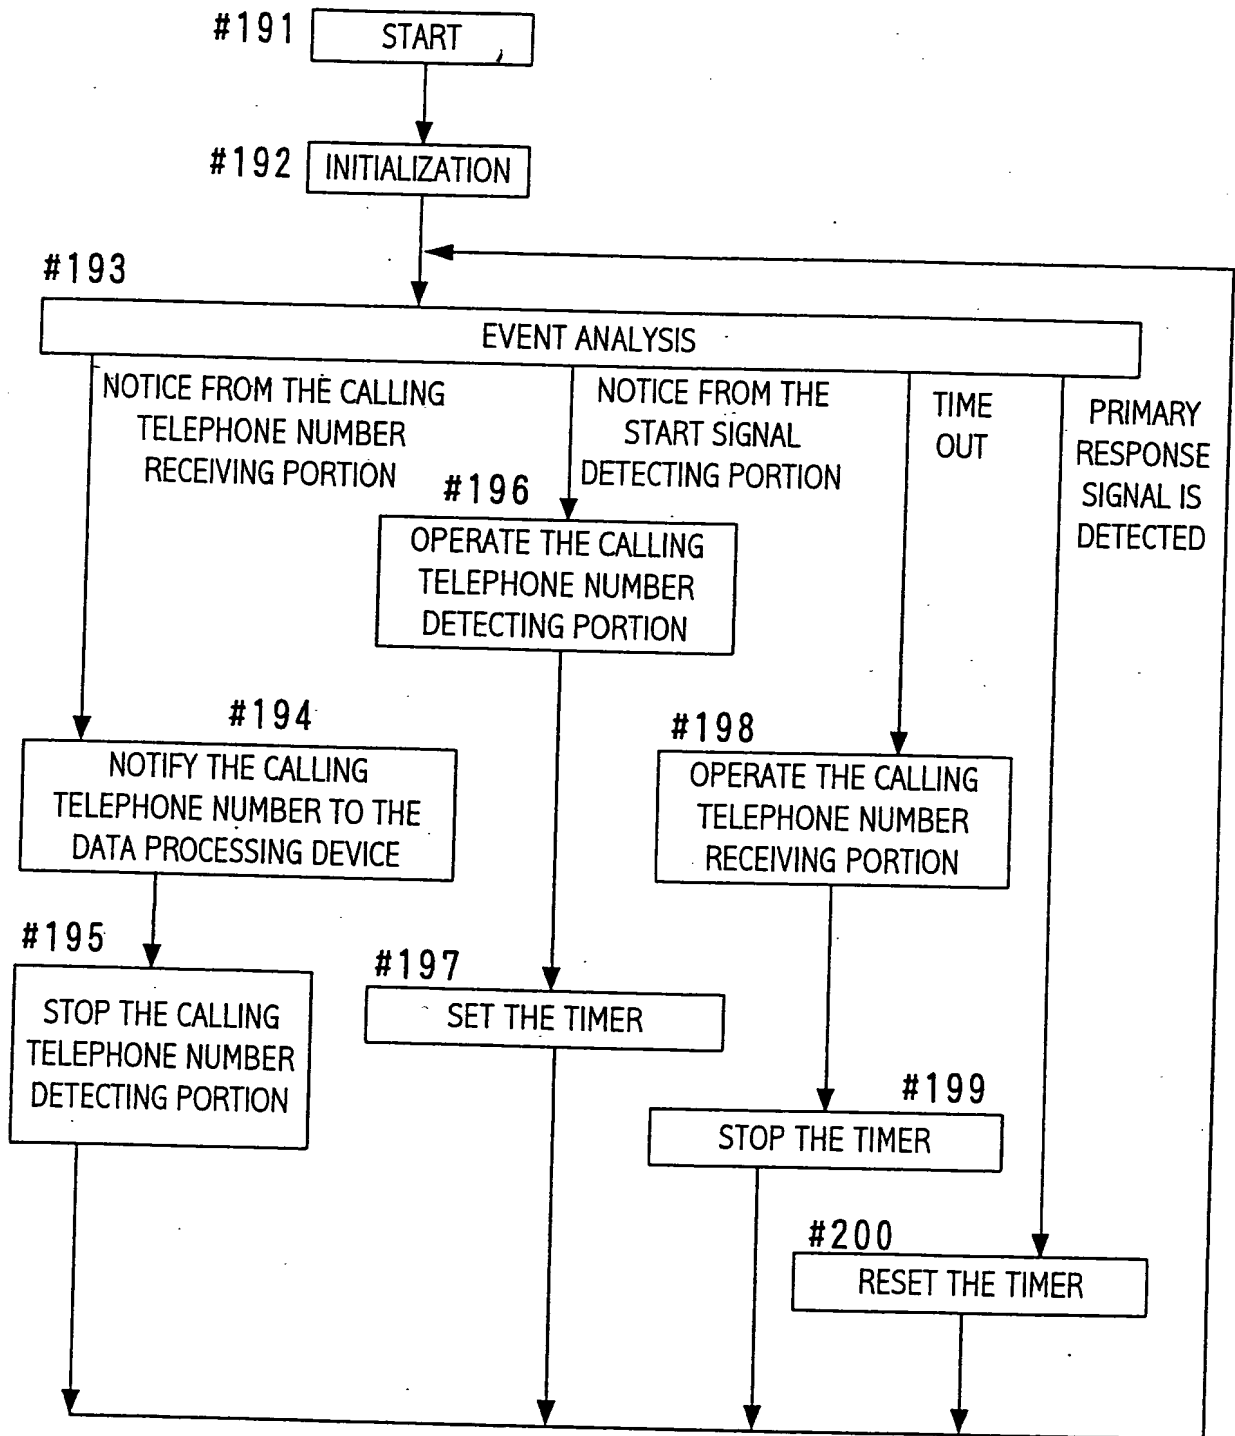 #191
START
#192
INITIALIZATION
#193
EVENT ANALYSIS
NOTICE FROM THE CALLING
TELEPHONE NUMBER
RECEIVING PORTION
NOTICE FROM THE
START SIGNAL
DETECTING PORTION
TIME
OUT
PRIMARY
RESPONSE
SIGNAL IS
DETECTED
#196
OPERATE THE CALLING
TELEPHONE NUMBER
DETECTING PORTION
#194
NOTIFY THE CALLING
TELEPHONE NUMBER TO THE
DATA PROCESSING DEVICE
#198
OPERATE THE CALLING
TELEPHONE NUMBER
RECEIVING PORTION
#195
STOP THE CALLING
TELEPHONE NUMBER
DETECTING PORTION
#197
SET THE TIMER
#199
STOP THE TIMER
#200
RESET THE TIMER